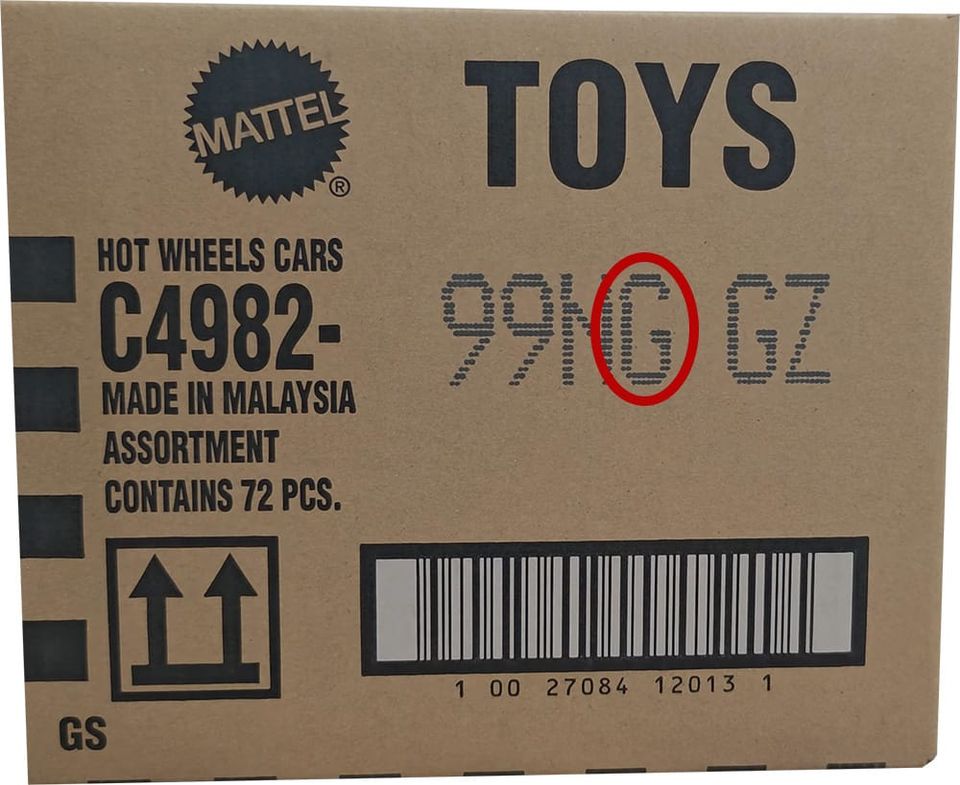 MATTEL ®
TOYS
HOT WHEELS CARS
C4982-
MADE IN MALAYSIA
ASSORTMENT
CONTAINS 72 PCS.
99NG GZ
1 00 27084 12013 1
GS